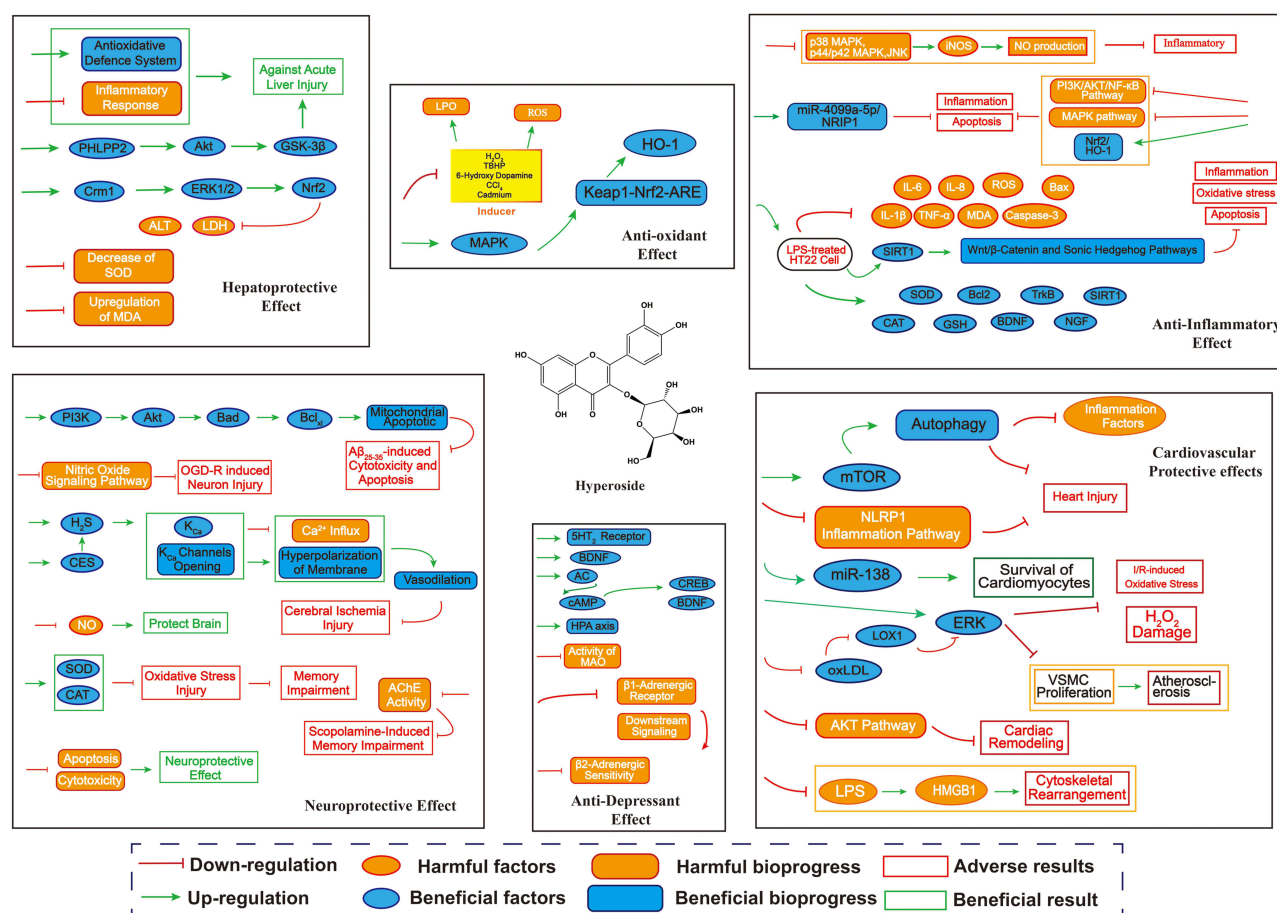 Antioxidative
Defence System
Inflammatory
Response
Against Acute
Liver Injury
PHLPP2
Akt
GSK-3β
Crm1
ERK1/2
Nrf2
ALT
LDH
Decrease of
SOD
Upregulation
of MDA
Hepatoprotective
Effect
LPO
ROS
H2O2
TBHP
6-Hydroxy Dopamine
CCl4
Cadmium
Inducer
HO-1
Keap1-Nrf2-ARE
MAPK
Anti-oxidant
Effect
p38 MAPK,
p44/p42 MAPK,JNK
iNOS
NO production
Inflammatory
miR-4099a-5p/
NRIP1
Inflammation
Apoptosis
PI3K/AKT/NF-κB
Pathway
MAPK pathway
Nrf2/
HO-1
IL-6
IL-8
ROS
Bax
IL-1β
TNF-α
MDA
Caspase-3
Inflammation
Oxidative stress
Apoptosis
LPS-treated
HT22 Cell
SIRT1
Wnt/β-Catenin and Sonic Hedgehog Pathways
SOD
Bcl2
TrkB
SIRT1
CAT
GSH
BDNF
NGF
Anti-Inflammatory
Effect
OH
OH
HO
O
OH
O
O
OH
OH
O
OH
HO
Hyperoside
PI3K
Akt
Bad
Bclxl
Mitochondrial
Apoptotic
Nitric Oxide
Signaling Pathway
OGD-R induced
Neuron Injury
Aβ25-35-induced
Cytotoxicity and
Apoptosis
H2S
CES
KCa
KCa Channels
Opening
Ca2+ Influx
Hyperpolarization
of Membrane
Vasodilation
Cerebral Ischemia
Injury
NO
Protect Brain
SOD
CAT
Oxidative Stress
Injury
Memory
Impairment
AChE
Activity
Scopolamine-Induced
Memory Impairment
Apoptosis
Cytotoxicity
Neuroprotective
Effect
Neuroprotective Effect
5HT2 Receptor
BDNF
AC
cAMP
CREB
BDNF
HPA axis
Activity of
MAO
β1-Adrenergic
Receptor
Downstream
Signaling
β2-Adrenergic
Sensitivity
Anti-Depressant
Effect
Autophagy
Inflammation
Factors
mTOR
Cardiovascular
Protective effects
Heart Injury
NLRP1
Inflammation Pathway
miR-138
Survival of
Cardiomyocytes
I/R-induced
Oxidative Stress
ERK
LOX1
oxLDL
H2O2
Damage
VSMC
Proliferation
Atheroscl-
erosis
AKT Pathway
Cardiac
Remodeling
LPS
HMGB1
Cytoskeletal
Rearrangement
Down-regulation
Harmful factors
Harmful bioprogress
Adverse results
Up-regulation
Beneficial factors
Beneficial bioprogress
Beneficial result